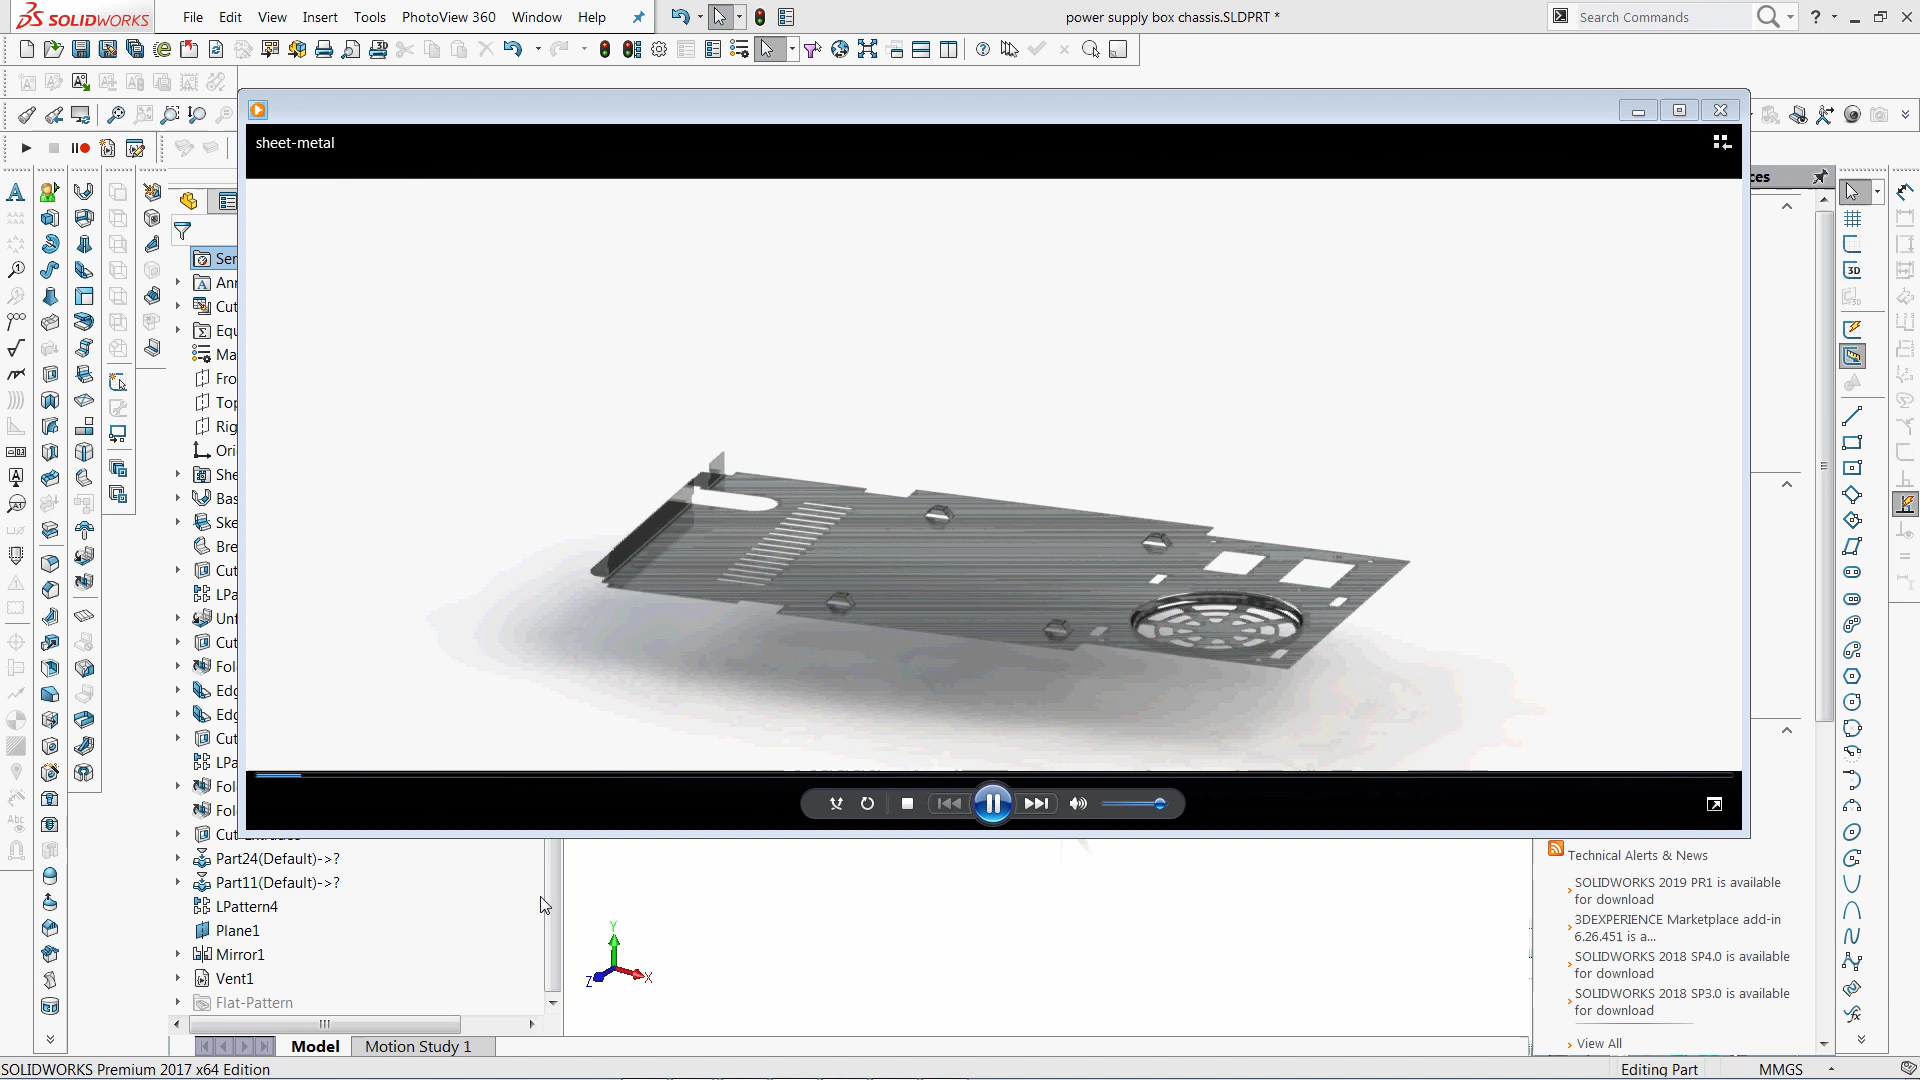 SOLIDWORKS
File Edit View Insert Tools PhotoView 360 Window Help
power supply box chassis.SLDPRT *
Search Commands
sheet-metal
ces
Ser
Ann
Cut
Equ
Ma
Fro
Top
Rig
Ori
She
Bas
Ske
Bre
Cut
LPa
Unf
Cut
Fol
Edg
Edg
Cut
LPa
Fol
Fol
Part24(Default)->?
Part11(Default)->?
LPattern4
Plane1
Mirror1
Vent1
Flat-Pattern
Y
Z
X
Technical Alerts & News
SOLIDWORKS 2019 PR1 is available
for download
3DEXPERIENCE Marketplace add-in
6.26.451 is a...
SOLIDWORKS 2018 SP4.0 is available
for download
SOLIDWORKS 2018 SP3.0 is available
for download
View All
Model
Motion Study 1
SOLIDWORKS Premium 2017 x64 Edition
Editing Part
MMGS